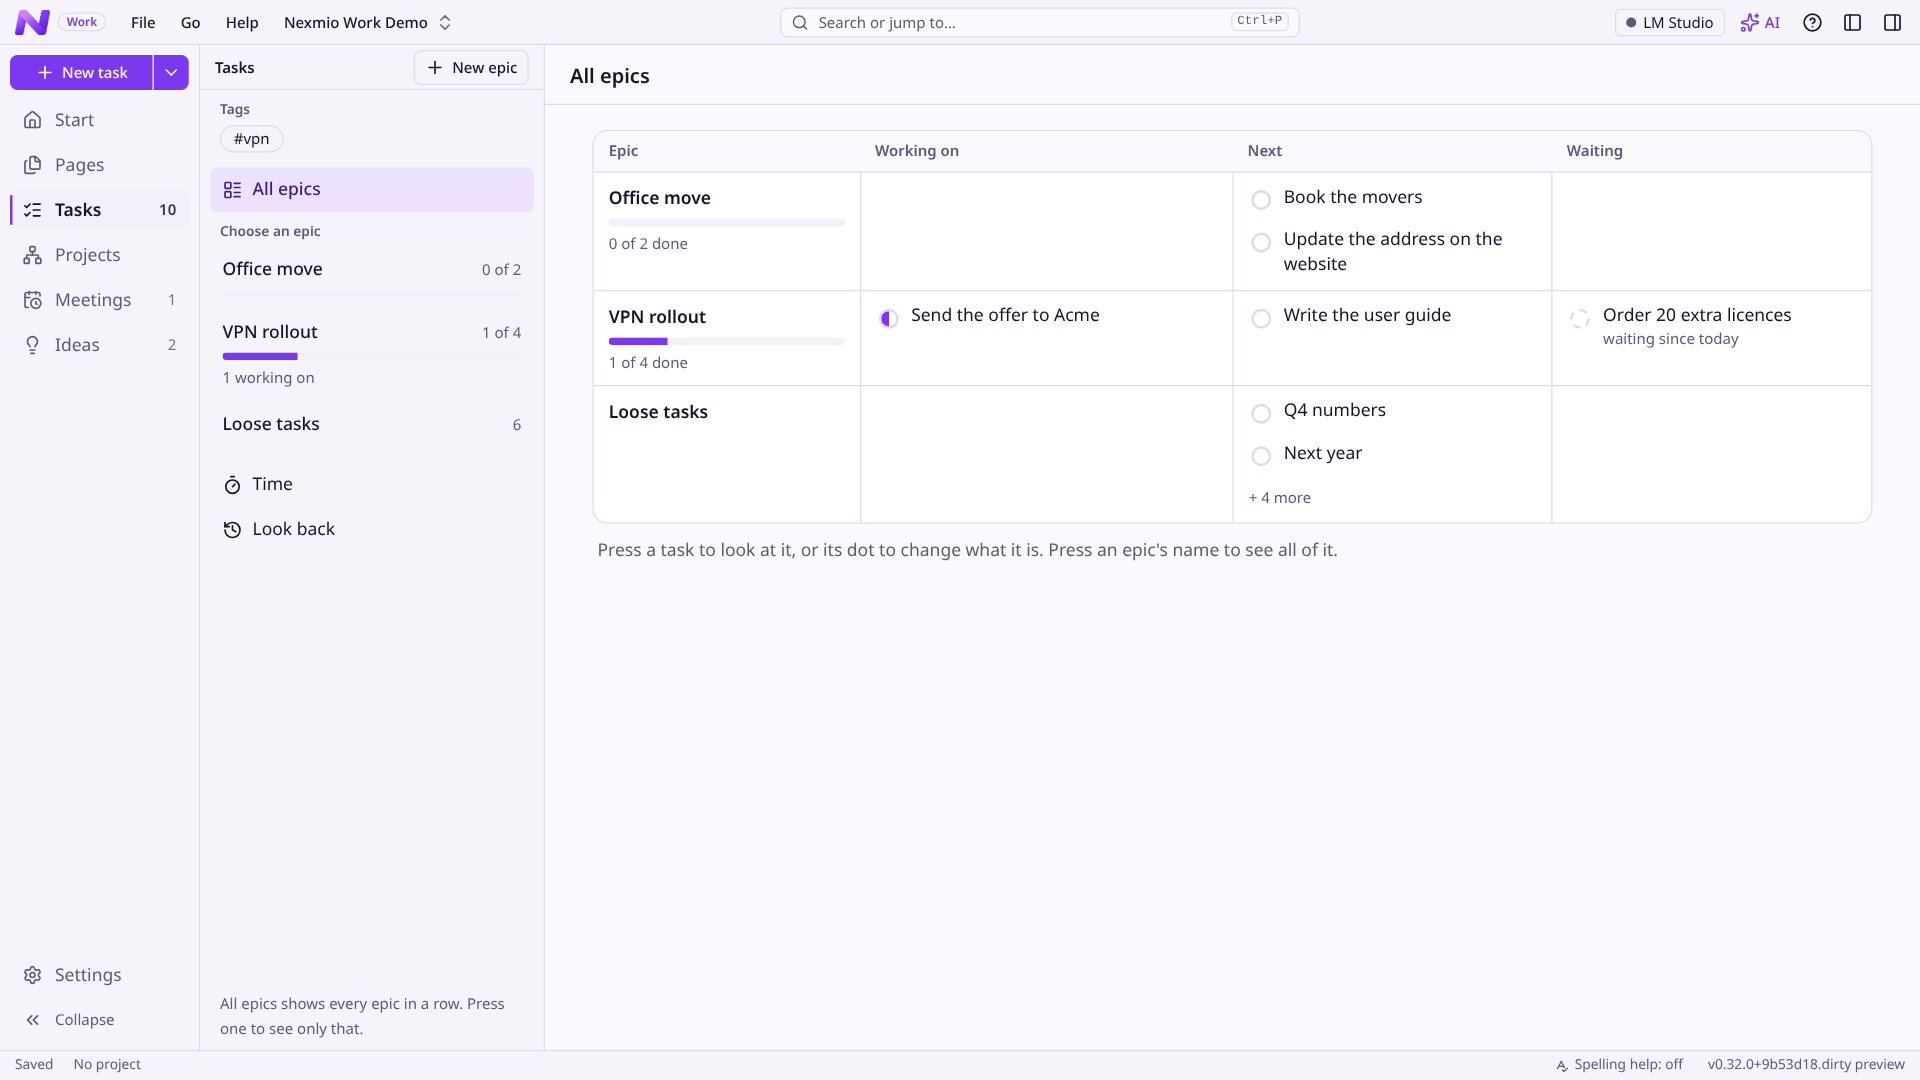 Work
File
Go
Help
Nexmio Work Demo
Search or jump to...
Ctrl+P
LM Studio
AI
New task
Start
Pages
Tasks 10
Projects
Meetings 1
Ideas 2
Settings
Collapse
Tasks
New epic
Tags
#vpn
All epics
Choose an epic
Office move 0 of 2
VPN rollout 1 of 4
1 working on
Loose tasks 6
Time
Look back
All epics shows every epic in a row. Press
one to see only that.
All epics
Epic Working on Next Waiting
Office move
0 of 2 done
Book the movers
Update the address on the
website
VPN rollout
1 of 4 done
Send the offer to Acme
Write the user guide
Order 20 extra licences
waiting since today
Loose tasks
Q4 numbers
Next year
+ 4 more
Press a task to look at it, or its dot to change what it is. Press an epic's name to see all of it.
Saved
No project
Spelling help: off
v0.32.0+9b53d18.dirty preview